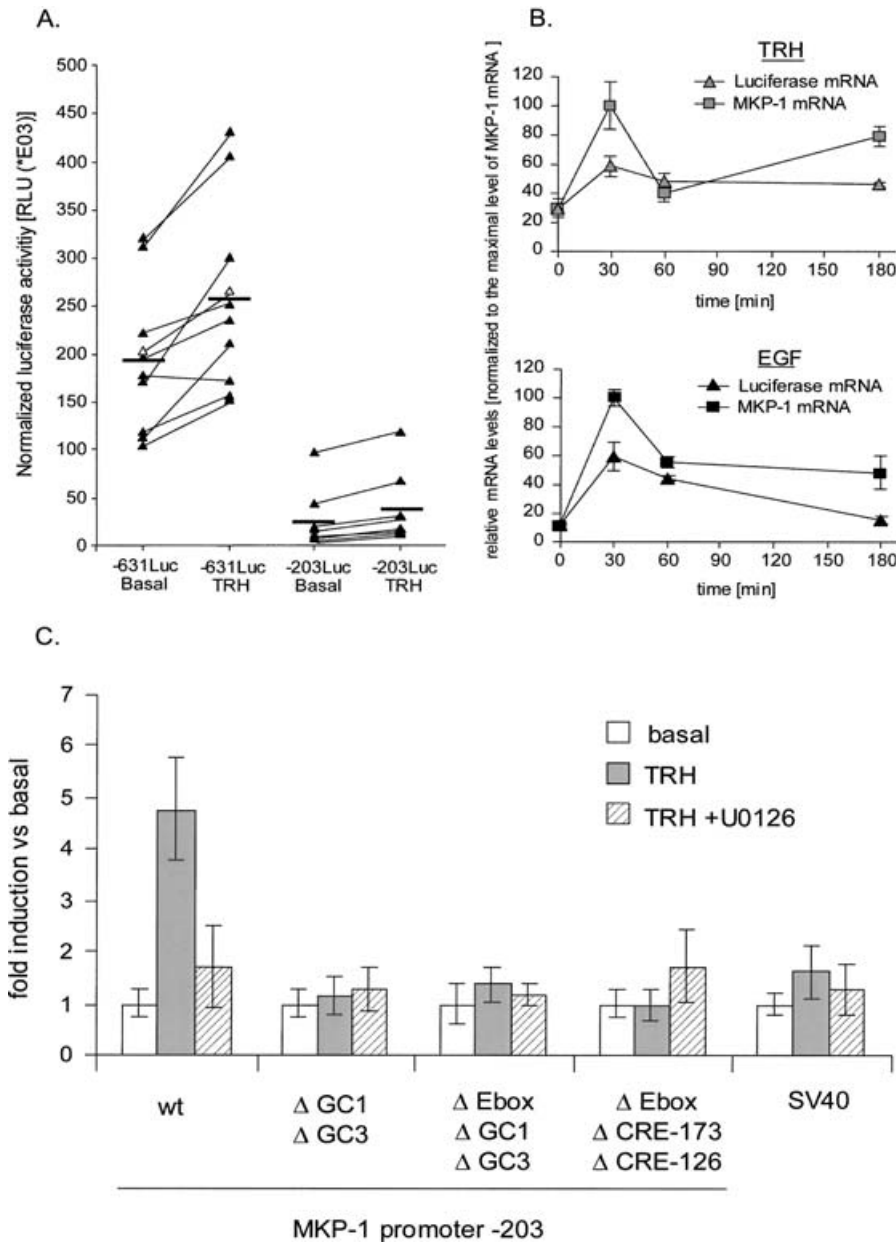 A.
500
450
400
350
300
250
200
150
100
50
0
Normalized luciferase activitiy [RLU (*E03)]
-631Luc Basal
-631Luc TRH
-203Luc Basal
-203Luc TRH
B.
TRH
Luciferase mRNA
MKP-1 mRNA
120
100
80
60
40
20
0
0 30 60 90 120 150 180
time [min]
relative mRNA levels [normalized to the maximal level of MKP-1 mRNA ]
EGF
Luciferase mRNA
MKP-1 mRNA
120
100
80
60
40
20
0
0 30 60 90 120 150 180
time [min]
C.
7
6
5
4
3
2
1
0
fold induction vs basal
basal
TRH
TRH +U0126
wt
Δ GC1
Δ GC3
Δ Ebox
Δ GC1
Δ GC3
Δ Ebox
Δ CRE-173
Δ CRE-126
SV40
MKP-1 promoter -203